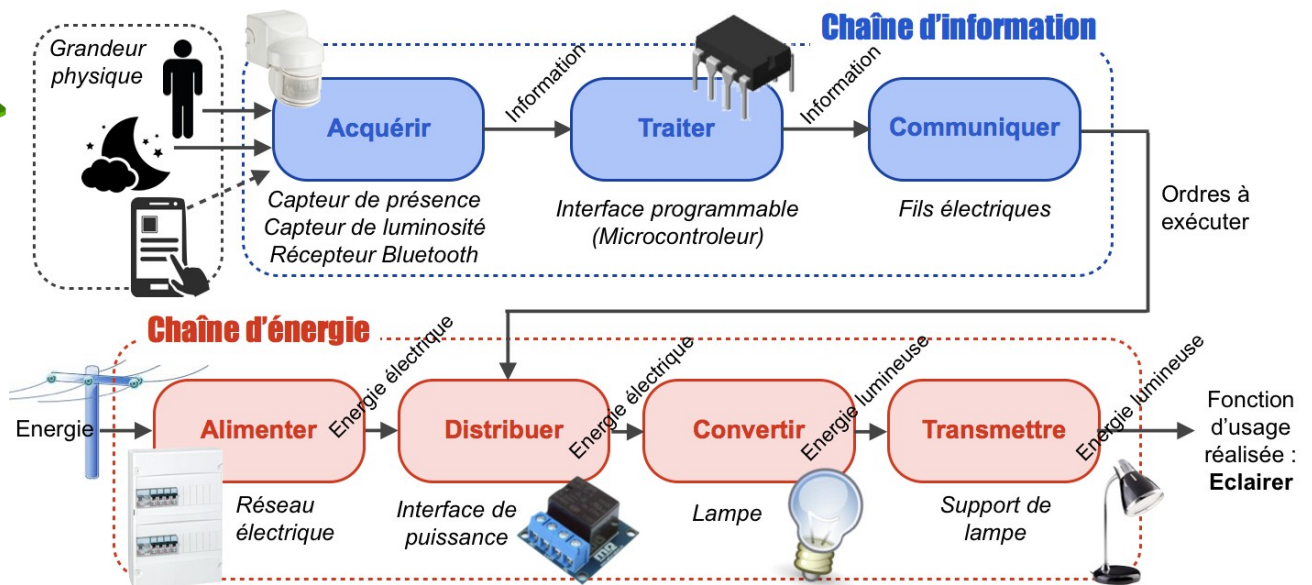 Chaîne d'information
Grandeur
physique
Acquérir
Information
Traiter
Information
Communiquer
Capteur de présence
Capteur de luminosité
Récepteur Bluetooth
Interface programmable
(Microcontroleur)
Fils électriques
Ordres à
exécuter
Chaîne d'énergie
Energie
Alimenter
Energie électrique
Distribuer
Energie électrique
Convertir
Energie lumineuse
Transmettre
Energie lumineuse
Réseau
électrique
Interface de
puissance
Lampe
Support de
lampe
Fonction
d'usage
réalisée :
Eclairer